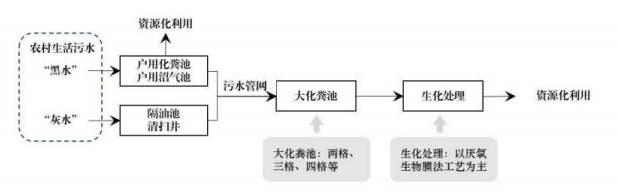 资源化利用
农村生活污水
“黑水”
户用化粪池
户用沼气池
污水管网
大化粪池
生化处理
资源化利用
“灰水”
隔油池
清扫井
大化粪池：两格、
三格、四格等
生化处理：以厌氧
生物膜法工艺为主